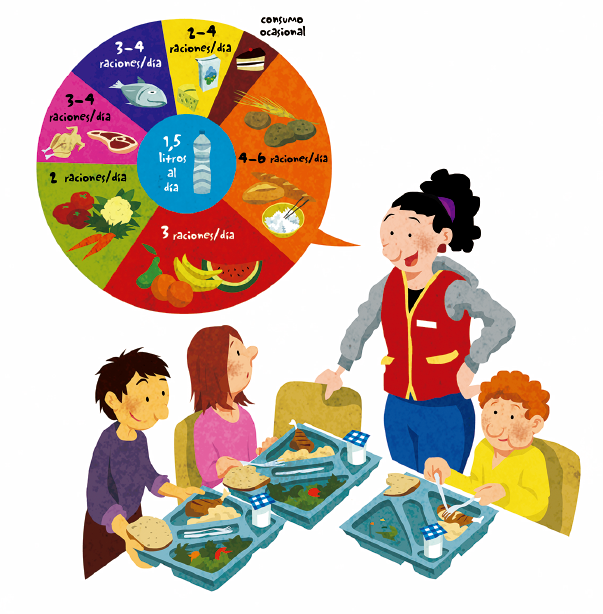 consumo
ocasional
2-4
raciones/día
3-4
raciones/día
3-4
raciones/día
2 raciones/día
3 raciones/día
4-6 raciones/día
1,5
litros
al
día